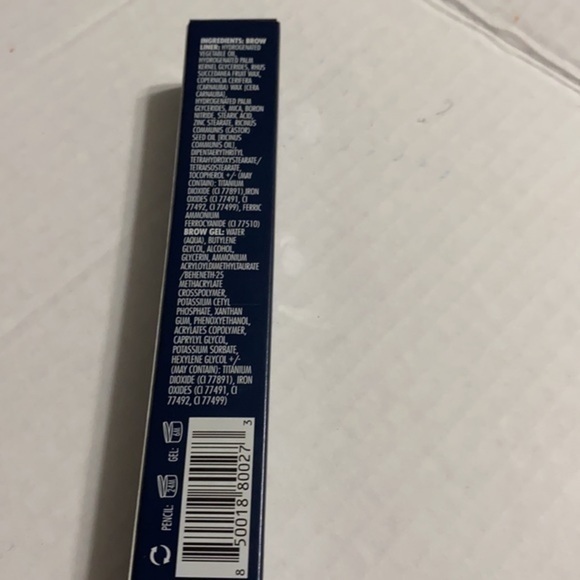 INGREDIENTS: BROW
LINER: HYDROGENATED
VEGETABLE OIL,
HYDROGENATED PALM
KERNEL GLYCERIDES, RHUS
SUCCEDANEA FRUIT WAX,
COPERNICIA CERIFERA
(CARNAUBA) WAX (CERA
CARNAUBA),
HYDROGENATED PALM
GLYCERIDES, MICA, BORON
NITRIDE, STEARIC ACID,
ZINC STEARATE, RICINUS
COMMUNIS (CASTOR)
SEED OIL (RICINUS
COMMUNIS OIL),
DIPENTAERYTHRITYL
TETRAHYDROXYSTEARATE/
TETRAISOSTEARATE,
TOCOPHEROL +/- (MAY
CONTAIN): TITANIUM
DIOXIDE (CI 77891),IRON
OXIDES (CI 77491, CI
77492, CI 77499), FERRIC
AMMONIUM
FERROCYANIDE (CI 77510)
BROW GEL: WATER
(AQUA), BUTYLENE
GLYCOL, ALCOHOL,
GLYCERIN, AMMONIUM
ACRYLOYLDIMETHYLTAURATE
/BEHENETH-25
METHACRYLATE
CROSSPOLYMER,
POTASSIUM CETYL
PHOSPHATE, XANTHAN
GUM, PHENOXYETHANOL,
ACRYLATES COPOLYMER,
CAPRYLYL GLYCOL,
POTASSIUM SORBATE,
HEXYLENE GLYCOL +/-
(MAY CONTAIN): TITANIUM
DIOXIDE (CI 77891), IRON
OXIDES (CI 77491, CI
77492, CI 77499)
PENCIL: 24M GEL: 6M
8 50018 80027 3